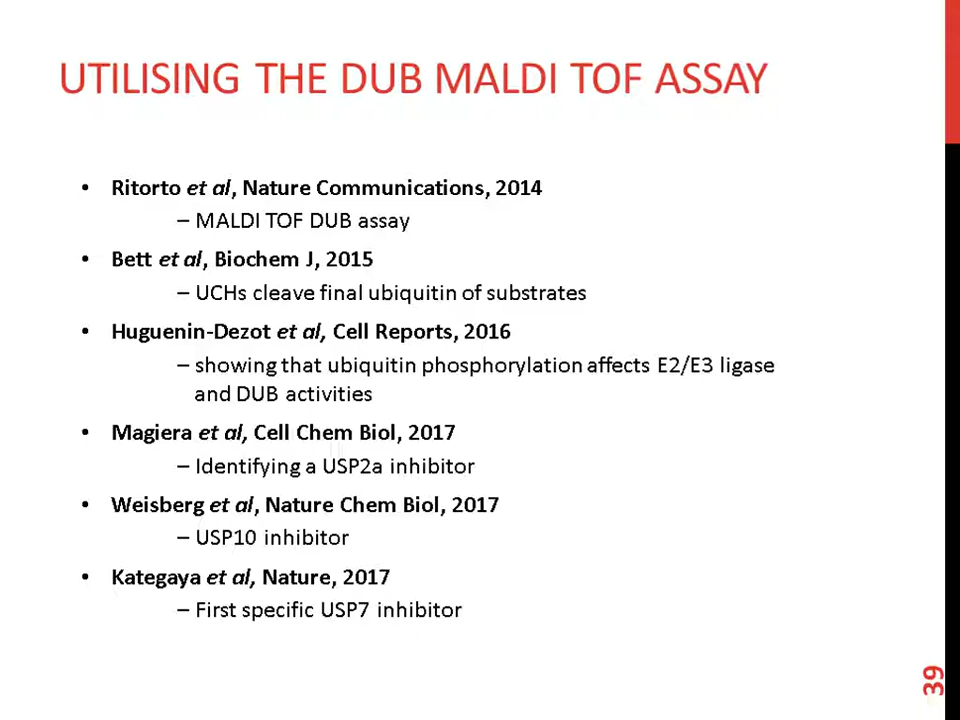 UTILISING THE DUB MALDI TOF ASSAY
• Ritorto et al, Nature Communications, 2014
– MALDI TOF DUB assay
• Bett et al, Biochem J, 2015
– UCHs cleave final ubiquitin of substrates
• Huguenin-Dezot et al, Cell Reports, 2016
– showing that ubiquitin phosphorylation affects E2/E3 ligase
and DUB activities
• Magiera et al, Cell Chem Biol, 2017
– Identifying a USP2a inhibitor
• Weisberg et al, Nature Chem Biol, 2017
– USP10 inhibitor
• Kategaya et al, Nature, 2017
– First specific USP7 inhibitor
39